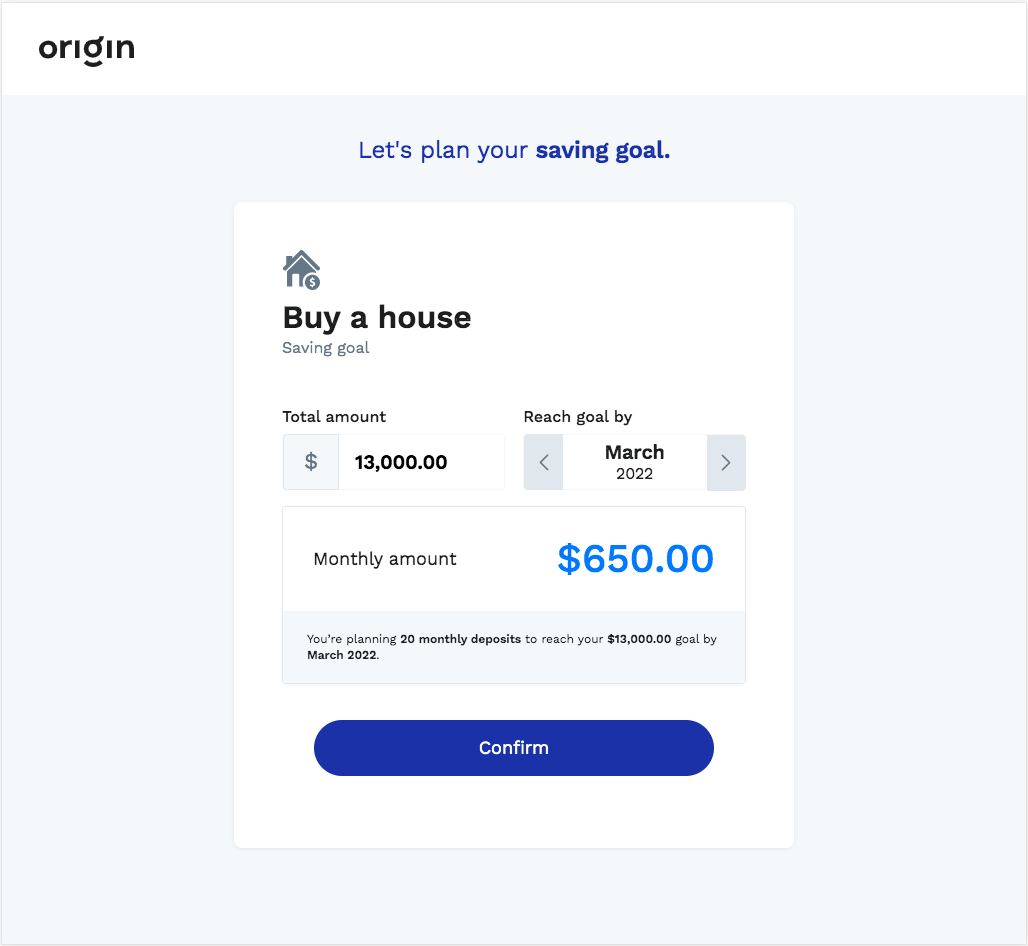 origin
Let's plan your saving goal.
$
Buy a house
Saving goal
Total amount
Reach goal by
$
13,000.00
March
2022
Monthly amount
$650.00
You’re planning 20 monthly deposits to reach your $13,000.00 goal by
March 2022.
Confirm